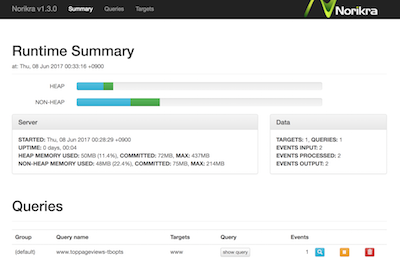 Norikra v1.3.0 Summary Queries Targets Norikra
Runtime Summary
at: Thu, 08 Jun 2017 00:33:16 +0900
HEAP
NON-HEAP
Server
STARTED: Thu, 08 Jun 2017 00:28:29 +0900
UPTIME: 0 days, 00:04
HEAP MEMORY USED: 50MB (11.4%), COMMITTED: 72MB, MAX: 437MB
NON-HEAP MEMORY USED: 48MB (22.4%), COMMITTED: 75MB, MAX: 214MB
Data
TARGETS: 1, QUERIES: 1
EVENTS INPUT: 2
EVENTS PROCESSED: 2
EVENTS OUTPUT: 2
Queries
Group Query name Targets Query Events
(default) www.toppageviews-tbopts www show query 1